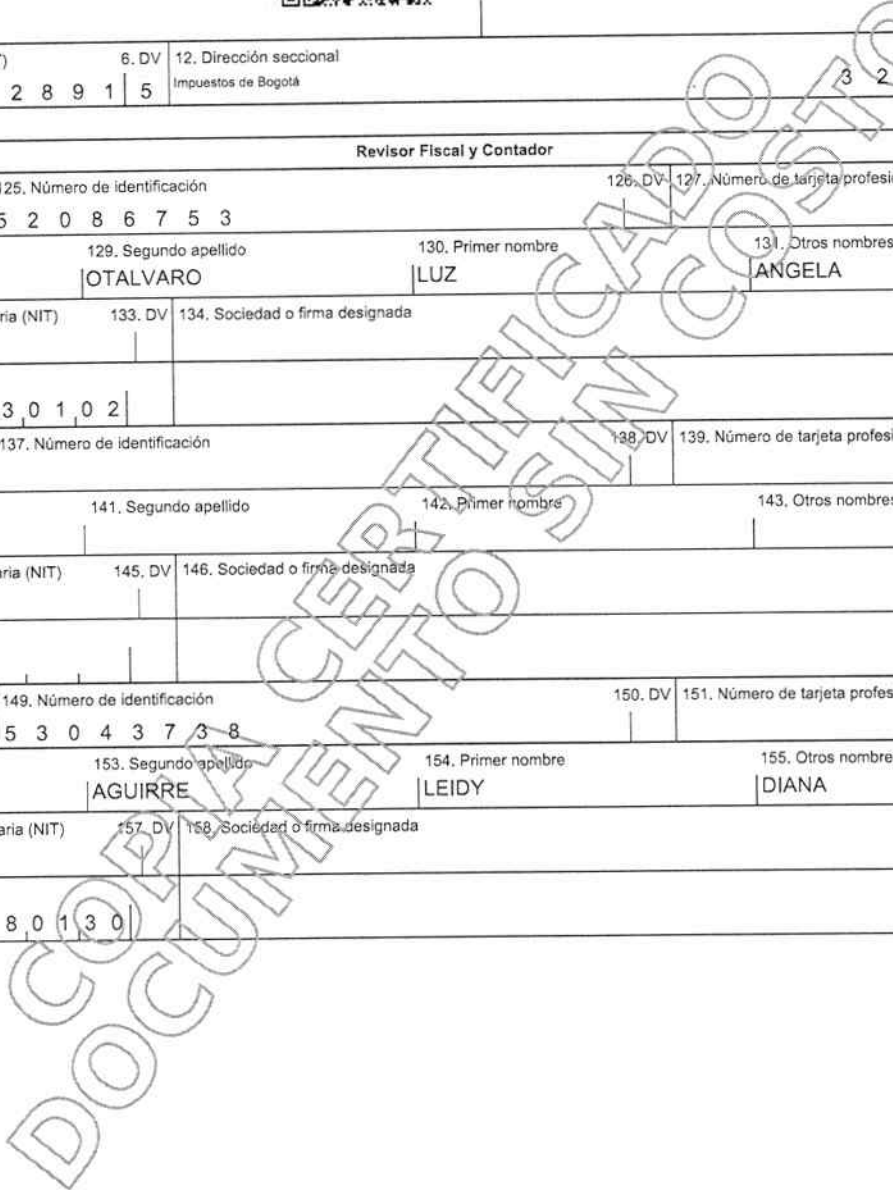 ) 6. DV 12. Dirección seccional
2 8 9 1 5 Impuestos de Bogotá 3 2
Revisor Fiscal y Contador
125. Número de identificación 126. DV 127. Número de tarjeta profesi
5 2 0 8 6 7 5 3
129. Segundo apellido 130. Primer nombre 131. Otros nombres
OTALVARO LUZ ANGELA
ria (NIT) 133. DV 134. Sociedad o firma designada
3 0 1 0 2
137. Número de identificación 138. DV 139. Número de tarjeta profesi
141. Segundo apellido 142. Primer nombre 143. Otros nombres
aria (NIT) 145. DV 146. Sociedad o firma designada
149. Número de identificación 150. DV 151. Número de tarjeta profes
5 3 0 4 3 7 3 8
153. Segundo apellido 154. Primer nombre 155. Otros nombre
AGUIRRE LEIDY DIANA
aria (NIT) 157. DV 158. Sociedad o firma designada
8 0 1 3 0
COPIA CERTIFICADO
DOCUMENTO SIN COSTO